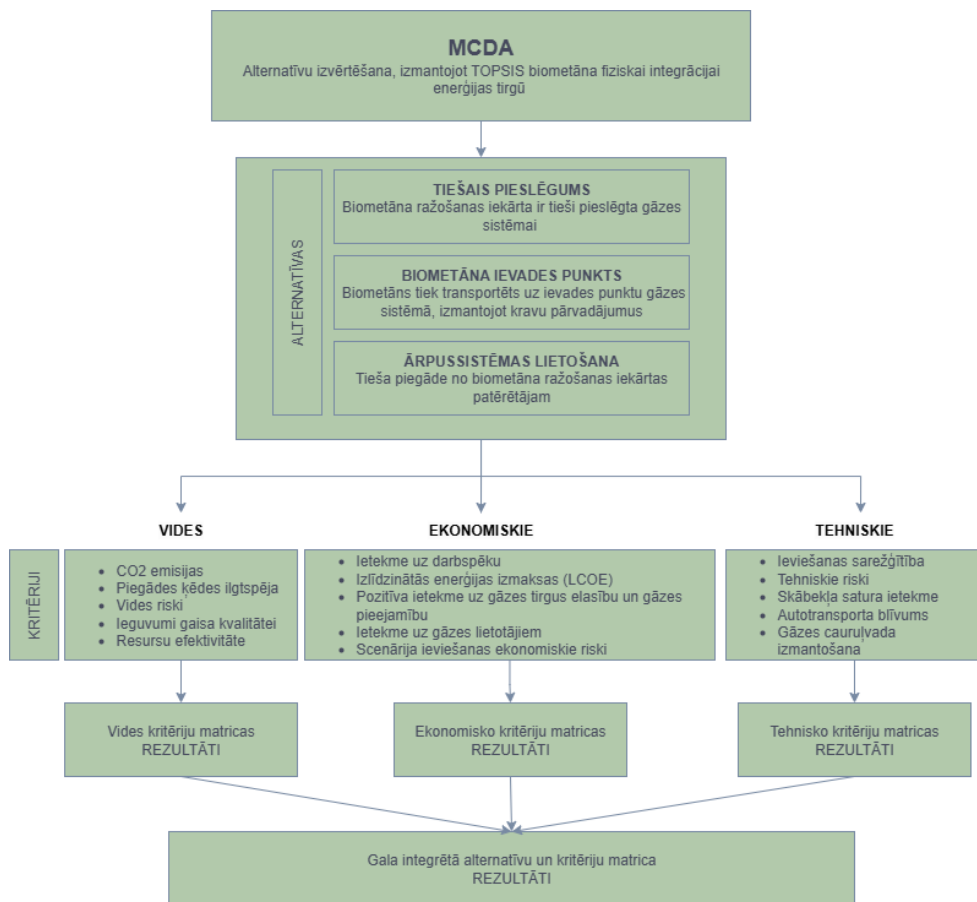 MCDA
Alternatīvu izvērtēšana, izmantojot TOPSIS biometāna fiziskai integrācijai
enerģijas tirgū
ALTERNATĪVAS
TIEŠAIS PIESLĒGUMS
Biometāna ražošanas iekārta ir tieši pieslēgta gāzes
sistēmai
BIOMETĀNA IEVADES PUNKTS
Biometāns tiek transportēts uz ievades punktu gāzes
sistēmā, izmantojot kravu pārvadājumus
ĀRPUSSISTĒMAS LIETOŠANA
Tieša piegāde no biometāna ražošanas iekārtas
patērētājam
KRITĒRIJI
VIDES
• CO2 emisijas
• Piegādes ķēdes ilgtspēja
• Vides riski
• Ieguvumi gaisa kvalitātei
• Resursu efektivitāte
EKONOMISKIE
• Ietekme uz darbspēku
• Izlīdzinātās enerģijas izmaksas (LCOE)
• Pozitīva ietekme uz gāzes tirgus elasību un gāzes
pieejamību
• Ietekme uz gāzes lietotājiem
• Scenārija ieviešanas ekonomiskie riski
TEHNISKIE
• Ieviešanas sarežģītība
• Tehniskie riski
• Skābekļa satura ietekme
• Autotransporta blīvums
• Gāzes cauruļvada
izmantošana
Vides kritēriju matricas
REZULTĀTI
Ekonomisko kritēriju matricas
REZULTĀTI
Tehnisko kritēriju matricas
REZULTĀTI
Gala integrētā alternatīvu un kritēriju matrica
REZULTĀTI